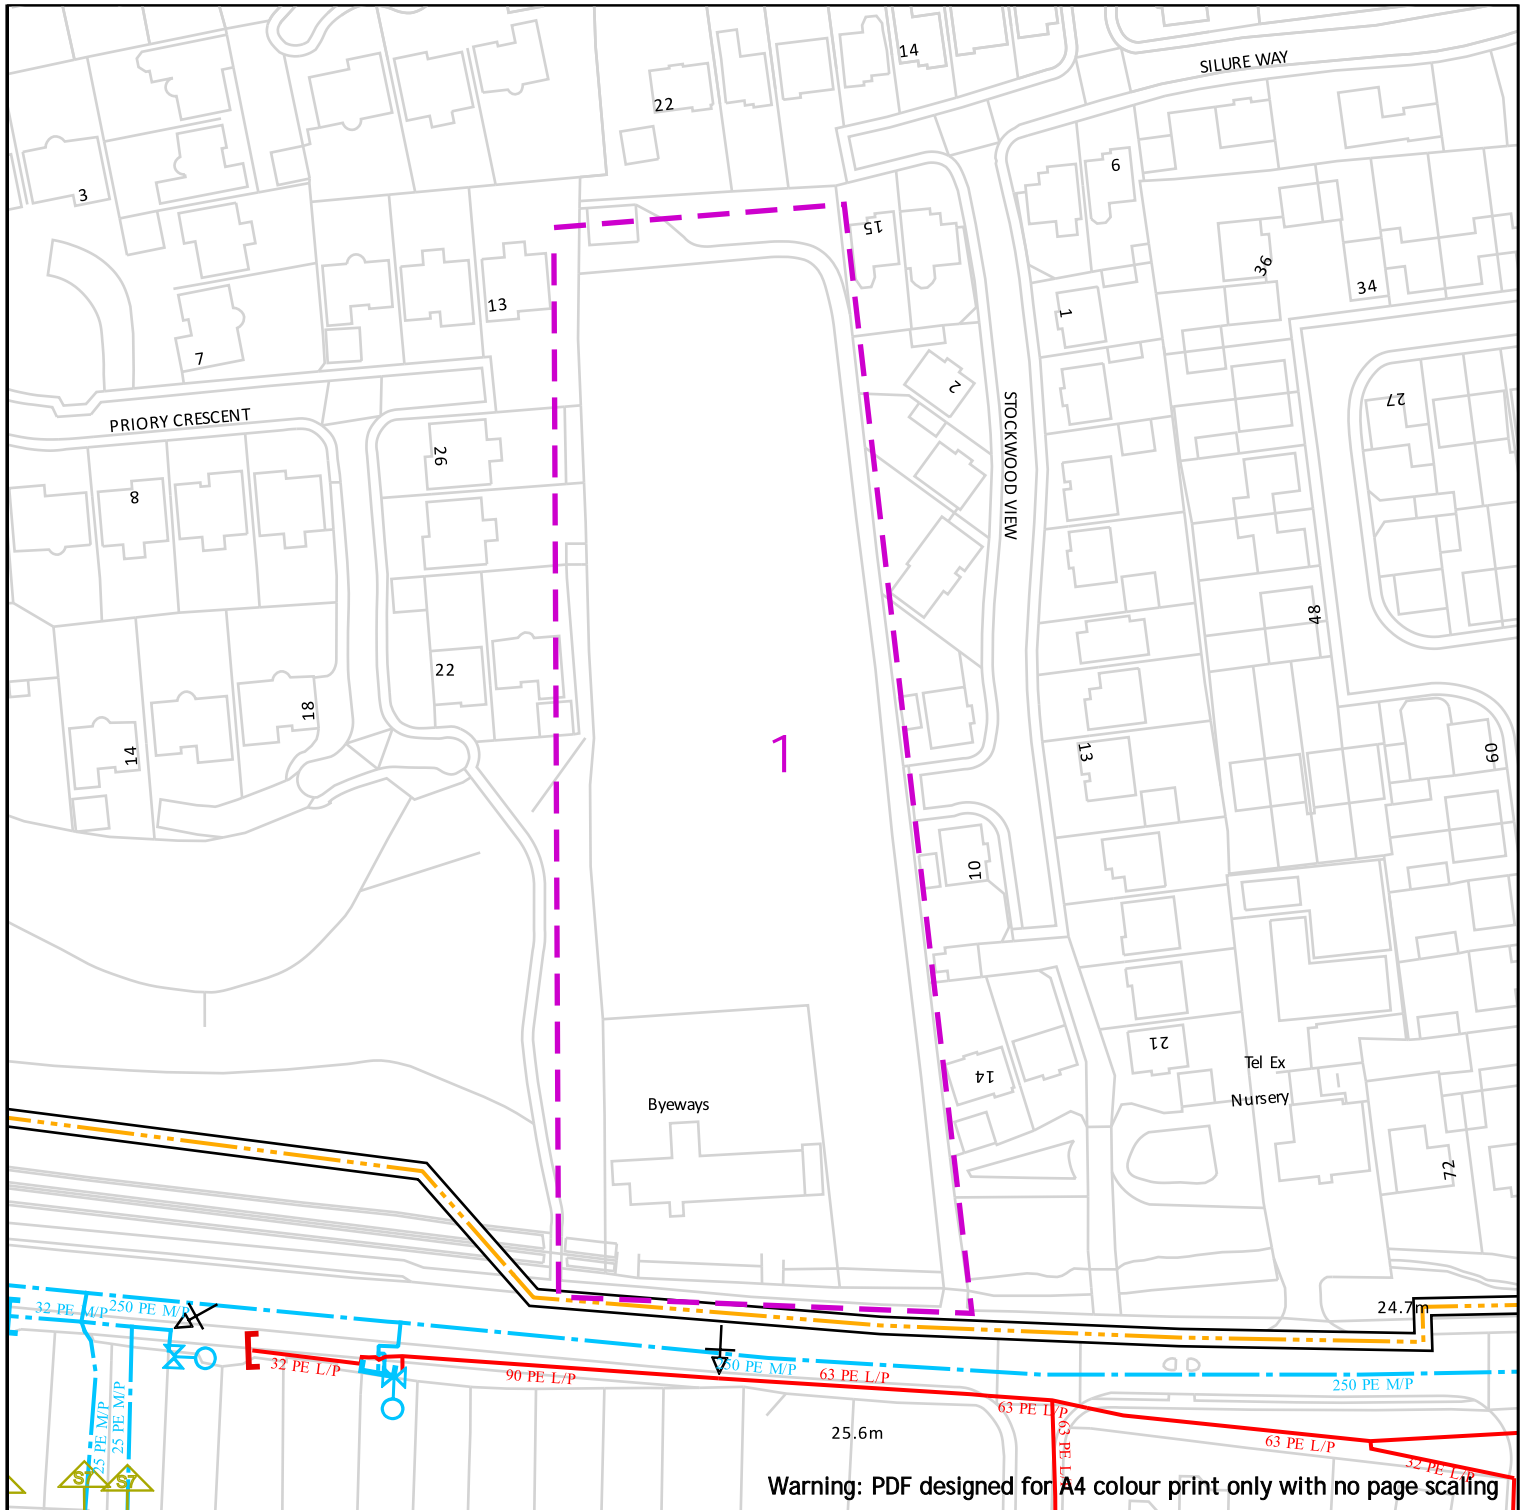 14
SILURE WAY
22
6
3
15
36
34
13
1
7
2
27
PRIORY CRESCENT
STOCKWOOD VIEW
26
8
48
22
18
14
1
13
60
10
21
Tel Ex
14
Nursery
Byeways
72
24.7m
32 PE M/P
250 PE M/P
32 PE L/P
250 PE M/P
90 PE L/P
63 PE L/P
250 PE M/P
63 PE L/P
25 PE M/P
25 PE M/P
63 PE L/P
63 PE L/P
25.6m
32 PE L/P
S7
S7
Warning: PDF designed for A4 colour print only with no page scaling